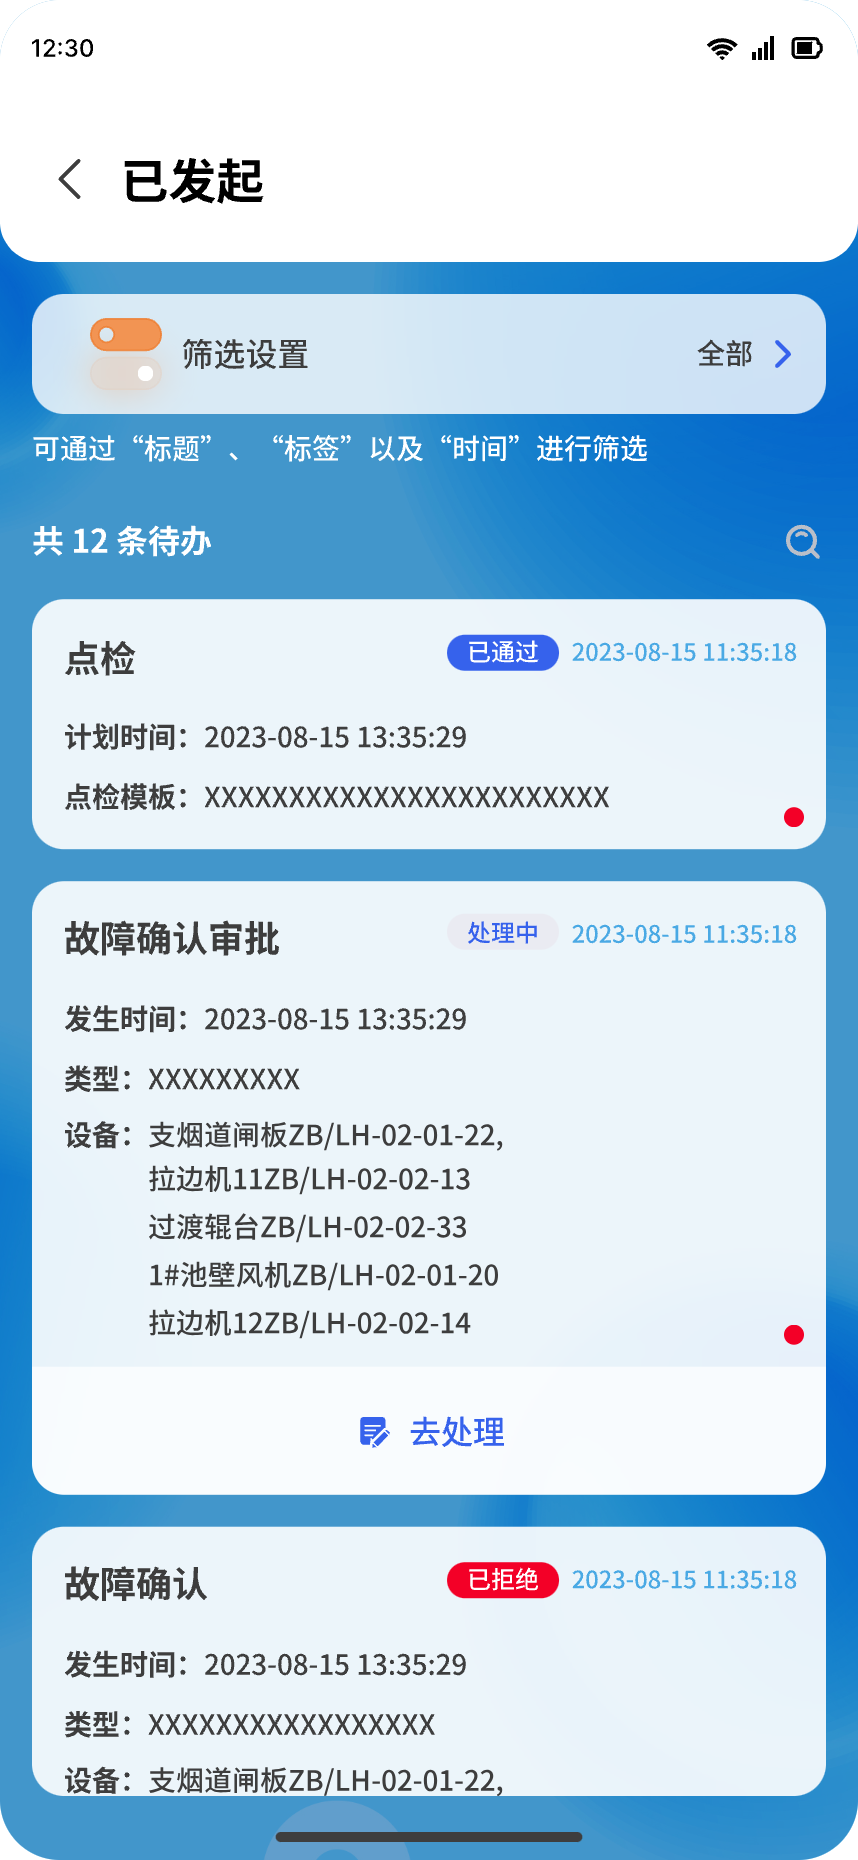 12:30
已发起
筛选设置 全部
可通过“标题”、“标签”以及“时间”进行筛选
共 12 条待办
点检 已通过 2023-08-15 11:35:18
计划时间：2023-08-15 13:35:29
点检模板：XXXXXXXXXXXXXXXXXXXXXXXX
故障确认审批 处理中 2023-08-15 11:35:18
发生时间：2023-08-15 13:35:29
类型：XXXXXXXXX
设备：支烟道闸板ZB/LH-02-01-22,
拉边机11ZB/LH-02-02-13
过渡辊台ZB/LH-02-02-33
1#池壁风机ZB/LH-02-01-20
拉边机12ZB/LH-02-02-14
去处理
故障确认 已拒绝 2023-08-15 11:35:18
发生时间：2023-08-15 13:35:29
类型：XXXXXXXXXXXXXXXXX
设备：支烟道闸板ZB/LH-02-01-22,